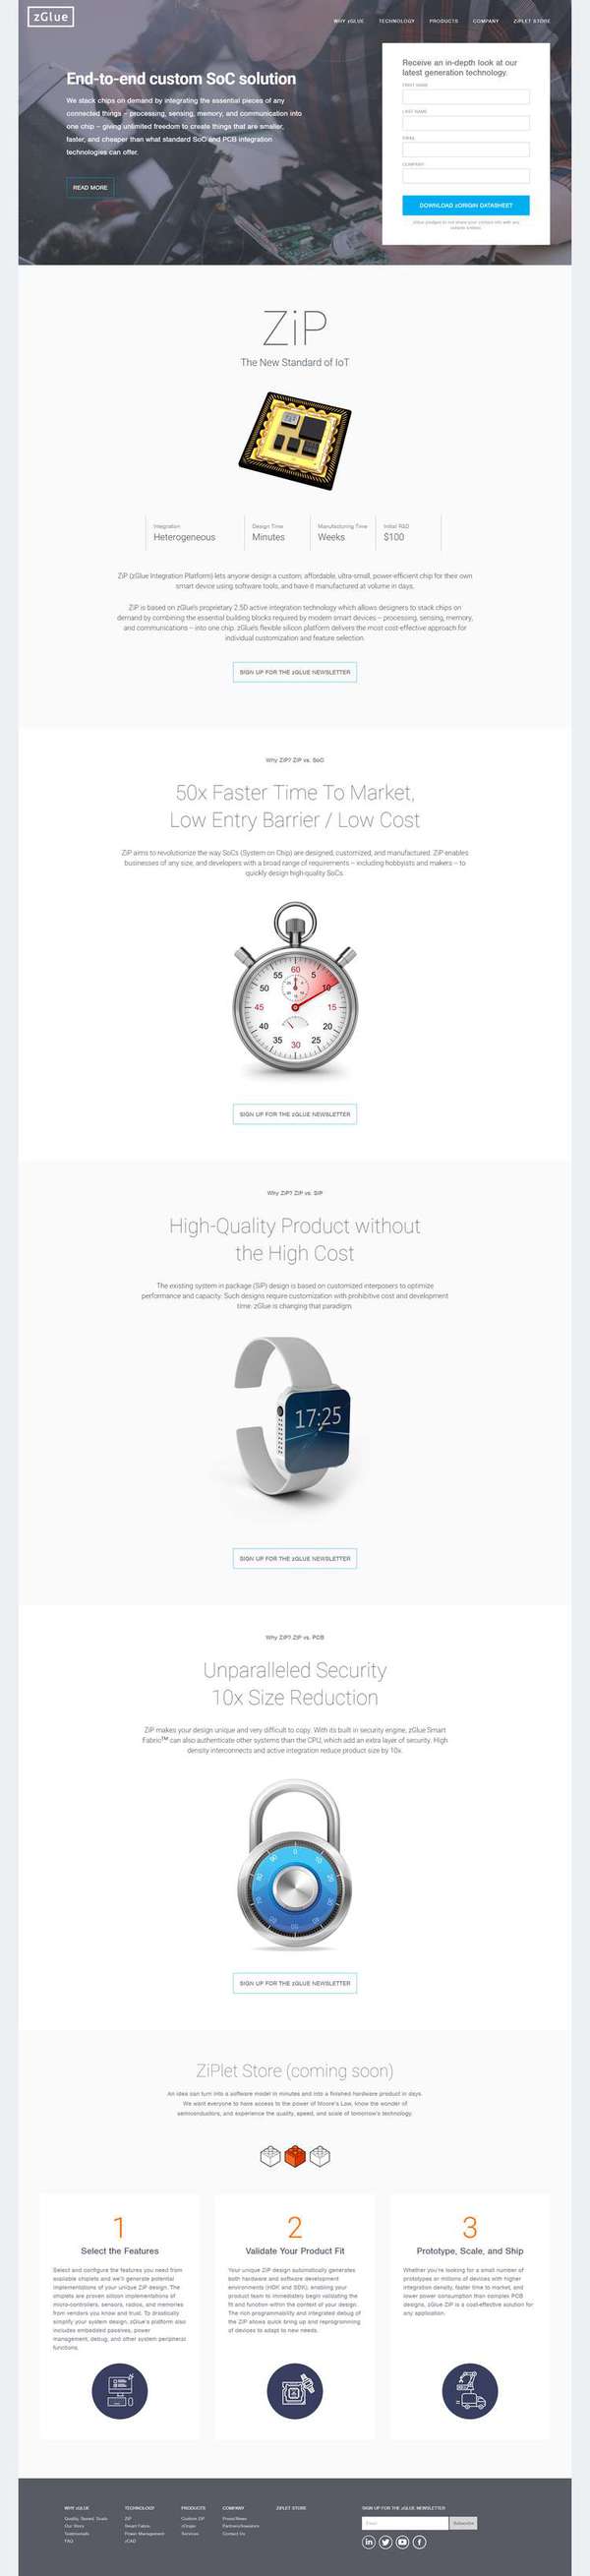 zGlue
WHY zGLUE TECHNOLOGY PRODUCTS COMPANY ZIPLET STORE
End-to-end custom SoC solution
We stack chips on demand by integrating the essential pieces of any
connected things – processing, sensing, memory, and communication into
one chip – giving unlimited freedom to create things that are smaller,
faster, and cheaper than what standard SoC and PCB integration
technologies can offer.
READ MORE
Receive an in-depth look at our
latest generation technology.
FIRST NAME
LAST NAME
EMAIL
COMPANY
DOWNLOAD zORIGIN DATASHEET
ZiP
The New Standard of IoT
Integration
Heterogeneous
Design Time
Minutes
Manufacturing Time
Weeks
Initial R&D
$100
ZiP (zGlue Integration Platform) lets anyone design a custom, affordable, ultra-small, power-efficient chip for their own
smart device using software tools, and have it manufactured at volume in days.
ZiP is based on zGlue's proprietary 2.5D active integration technology which allows designers to stack chips on
demand by combining the essential building blocks required by modern smart devices – processing, sensing, memory,
and communications – into one chip. zGlue's flexible silicon platform delivers the most cost-effective approach for
individual customization and feature selection.
SIGN UP FOR THE zGLUE NEWSLETTER
Why ZiP? ZiP vs. SoC
50x Faster Time To Market,
Low Entry Barrier / Low Cost
ZiP aims to revolutionize the way SoCs (System on Chip) are designed, customized, and manufactured. ZiP enables
businesses of any size, and developers with a broad range of requirements – including hobbyists and makers – to
quickly design high-quality SoCs.
60
55 5
50 10
45 15
40 20
35 25
30
SIGN UP FOR THE zGLUE NEWSLETTER
Why ZiP? ZiP vs. SiP
High-Quality Product without
the High Cost
The existing system in package (SiP) design is based on customized interposers to optimize
performance and capacity. Such designs require customization with prohibitive cost and development
time. zGlue is changing that paradigm.
17:25
SIGN UP FOR THE zGLUE NEWSLETTER
Why ZiP? ZiP vs. PCB
Unparalleled Security
10x Size Reduction
ZiP makes your design unique and very difficult to copy. With its built in security engine, zGlue Smart
Fabric™ can also authenticate other systems than the CPU, which add an extra layer of security. High
density interconnects and active integration reduce product size by 10x.
0
90 10
80 20
70 30
60 50
SIGN UP FOR THE zGLUE NEWSLETTER
ZiPlet Store (coming soon)
An idea can turn into a software model in minutes and into a finished hardware product in days.
We want everyone to have access to the power of Moore's Law, know the wonder of
semiconductors, and experience the quality, speed, and scale of tomorrow's technology.
1
Select the Features
Select and configure the features you need from
available chiplets and we'll generate potential
implementations of your unique ZiP design. The
chiplets are proven silicon implementations of
micro-controllers, sensors, radios, and memories
from vendors you know and trust. To drastically
simplify your system design, zGlue's platform also
includes embedded passives, power
management, debug, and other system peripheral
functions.
2
Validate Your Product Fit
Your unique ZiP design automatically generates
both hardware and software development
environments (HDK and SDK), enabling your
product team to immediately begin validating the
fit and function within the context of your design.
The rich programmability and integrated debug of
the ZiP allows quick bring up and reprogramming
of devices to adapt to new needs.
3
Prototype, Scale, and Ship
Whether you're looking for a small number of
prototypes or millions of devices with higher
integration density, faster time to market, and
lower power consumption than complex PCB
designs, zGlue ZiP is a cost-effective solution for
any application.
WHY zGLUE
Quality, Speed, Scale
Our Story
Testimonials
FAQ
TECHNOLOGY
ZiP
Smart Fabric
Power Management
zCAD
PRODUCTS
Custom ZiP
zOrigin
Services
COMPANY
Press/News
Partners/Investors
Contact Us
ZIPLET STORE
SIGN UP FOR THE zGLUE NEWSLETTER
Email Subscribe